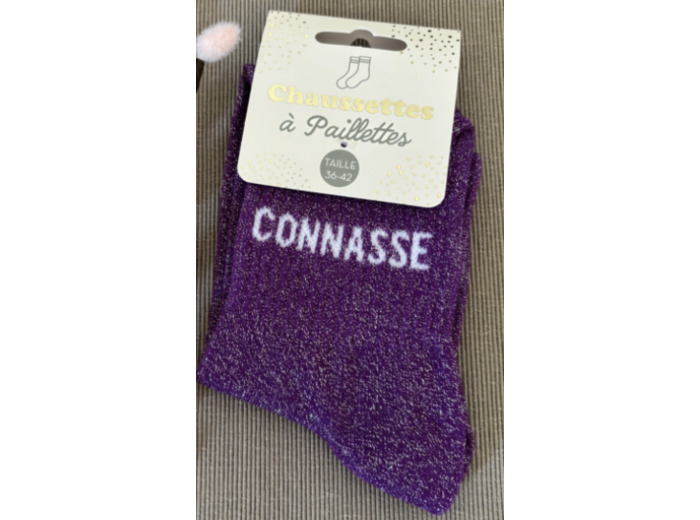 Chaussettes
à Paillettes
TAILLE
36-42
CONNASSE